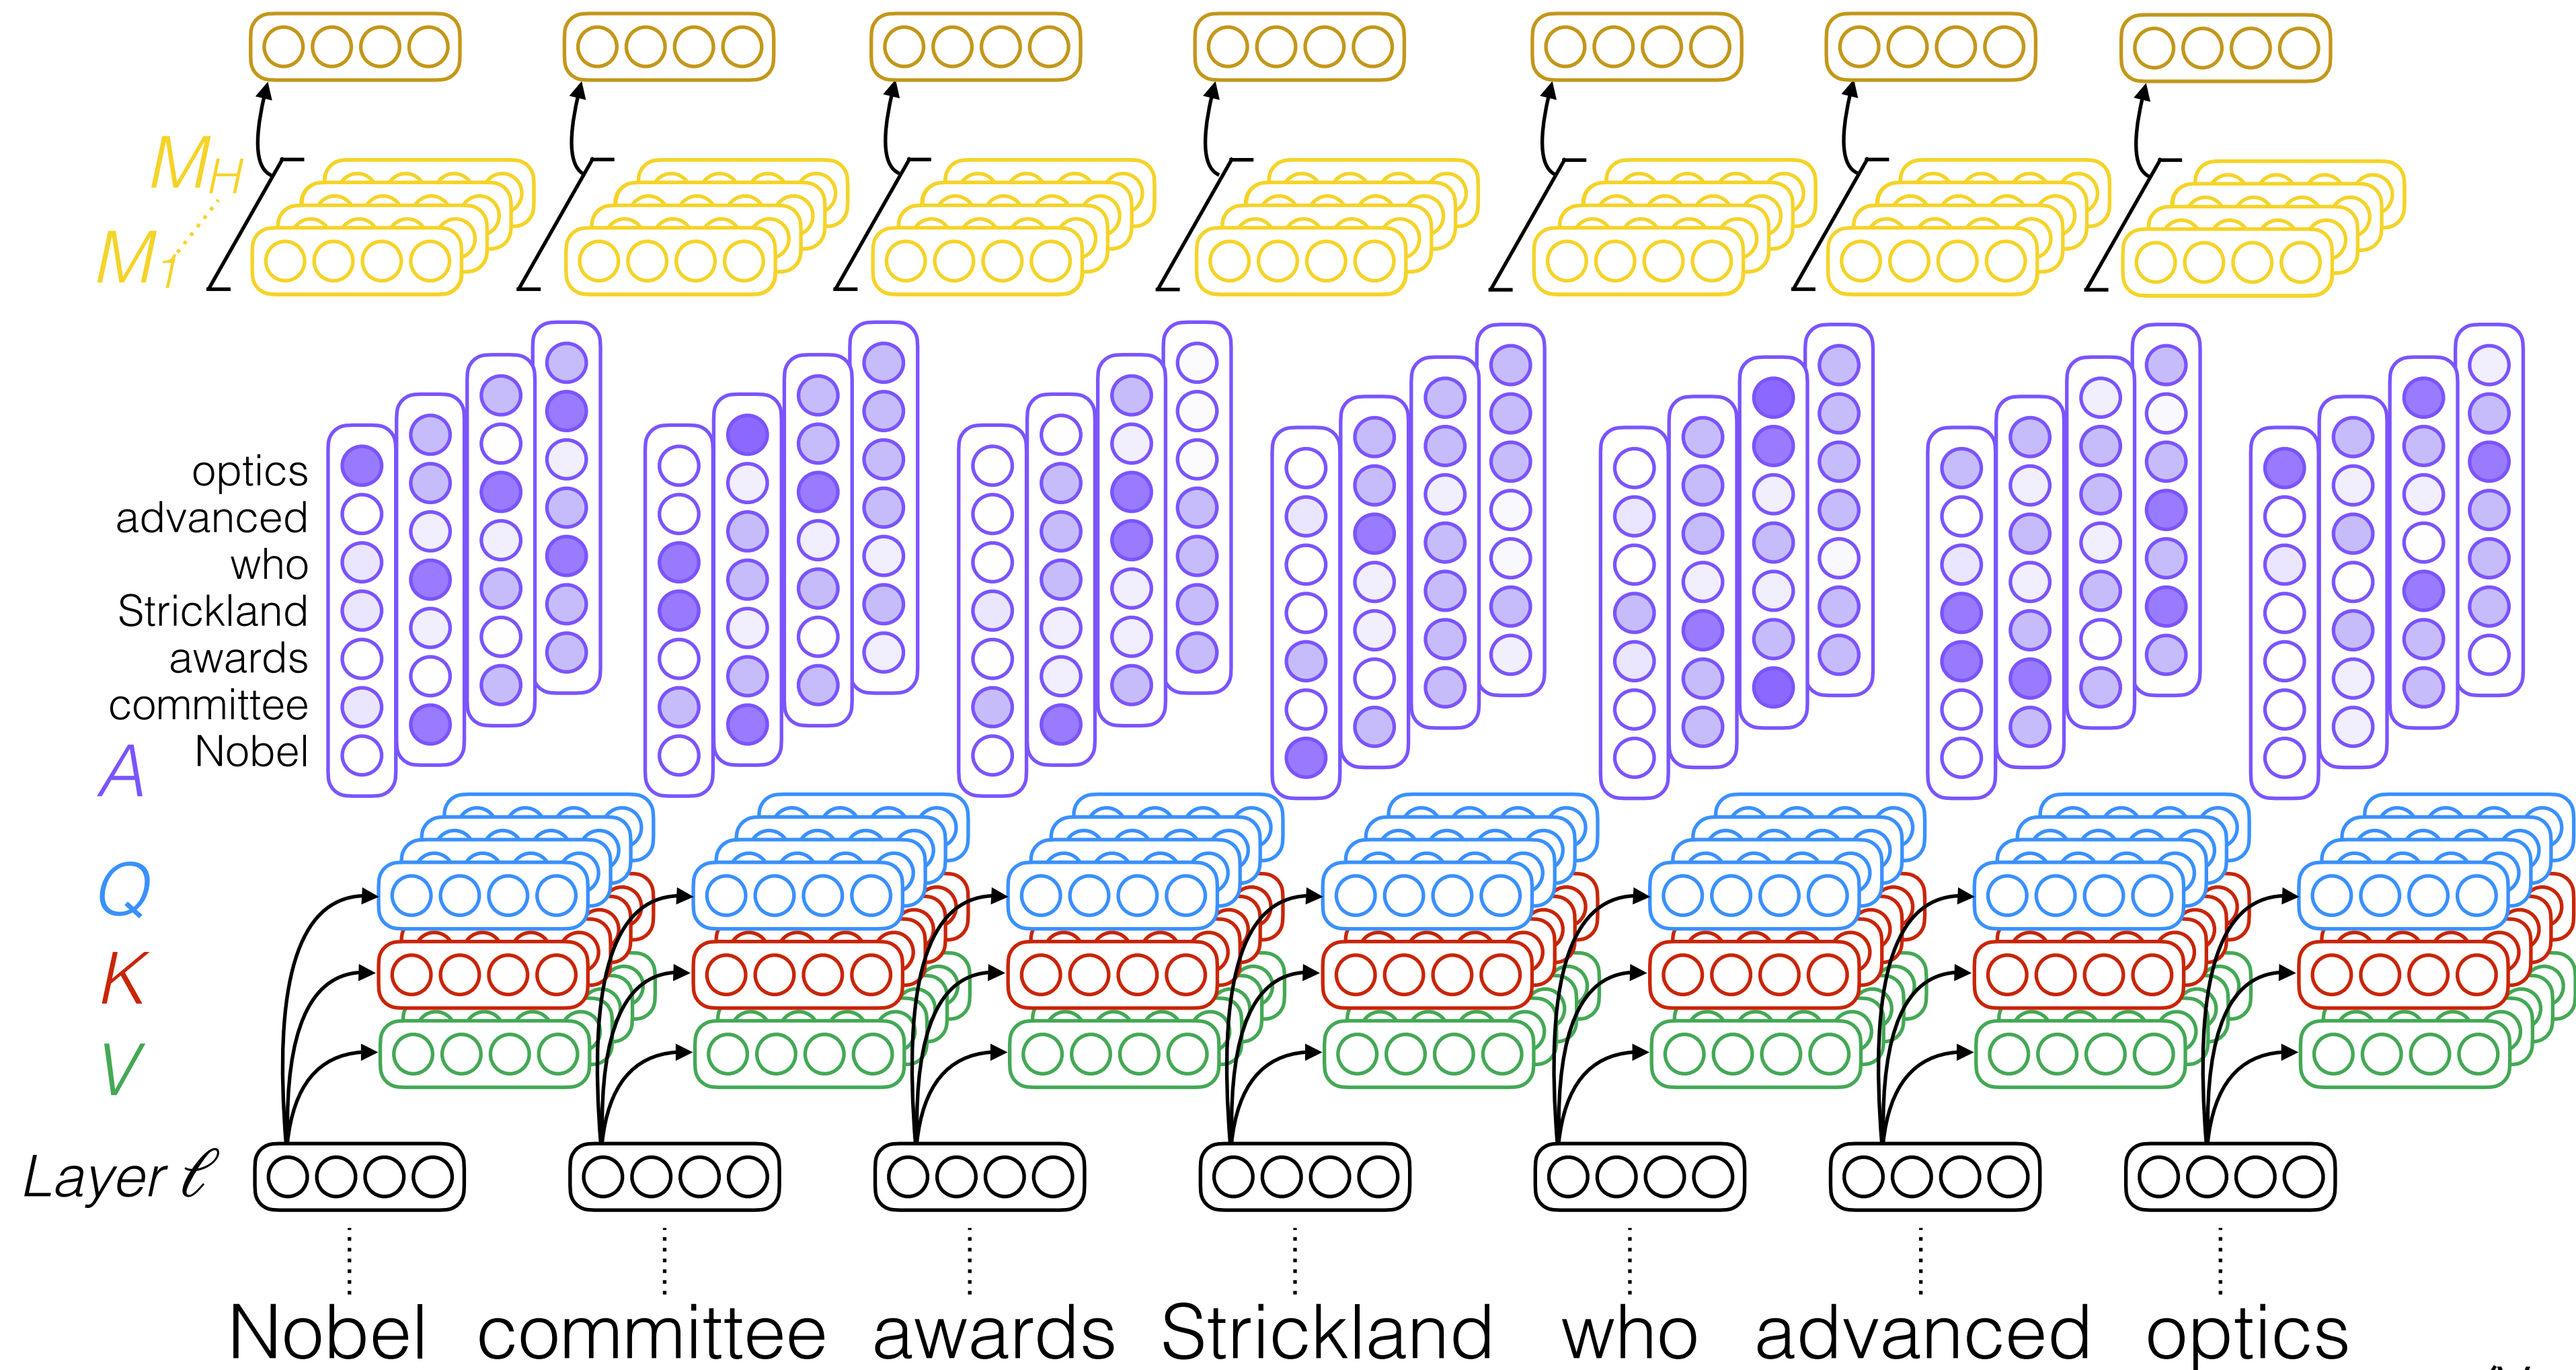 M_H
M_1
optics
advanced
who
Strickland
awards
committee
Nobel
A
Q
K
V
Layer ℓ
Nobel committee awards Strickland who advanced optics